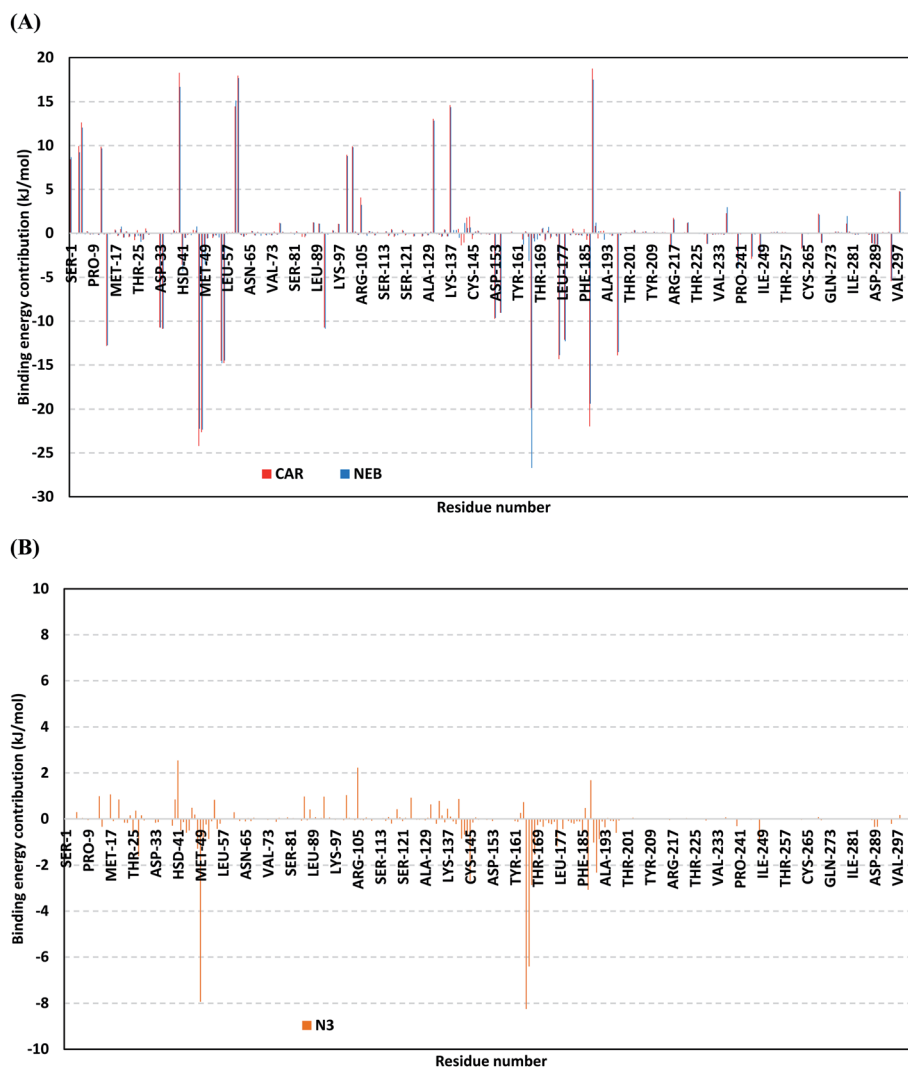 (A)
Binding energy contribution (kJ/mol)
20
15
10
5
0
-5
-10
-15
-20
-25
-30
SER-1
PRO-9
MET-17
THR-25
ASP-33
HSD-41
MET-49
LEU-57
ASN-65
VAL-73
SER-81
LEU-89
LYS-97
ARG-105
SER-113
SER-121
ALA-129
LYS-137
CYS-145
ASP-153
TYR-161
THR-169
LEU-177
PHE-185
ALA-193
THR-201
TYR-209
ARG-217
THR-225
VAL-233
PRO-241
ILE-249
THR-257
CYS-265
GLN-273
ILE-281
ASP-289
VAL-297
CAR NEB
Residue number
(B)
Binding energy contribution (kJ/mol)
10
8
6
4
2
0
-2
-4
-6
-8
-10
SER-1
PRO-9
MET-17
THR-25
ASP-33
HSD-41
MET-49
LEU-57
ASN-65
VAL-73
SER-81
LEU-89
LYS-97
ARG-105
SER-113
SER-121
ALA-129
LYS-137
CYS-145
ASP-153
TYR-161
THR-169
LEU-177
PHE-185
ALA-193
THR-201
TYR-209
ARG-217
THR-225
VAL-233
PRO-241
ILE-249
THR-257
CYS-265
GLN-273
ILE-281
ASP-289
VAL-297
N3
Residue number